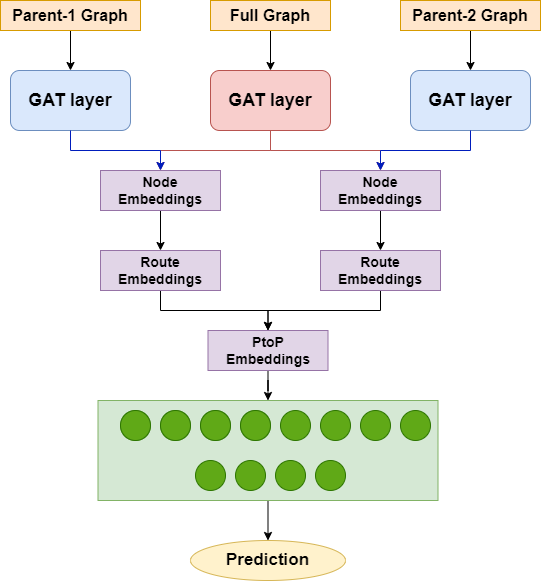 Parent-1 Graph
Full Graph
Parent-2 Graph
GAT layer
GAT layer
GAT layer
Node
Embeddings
Node
Embeddings
Route
Embeddings
Route
Embeddings
PtoP
Embeddings
Prediction